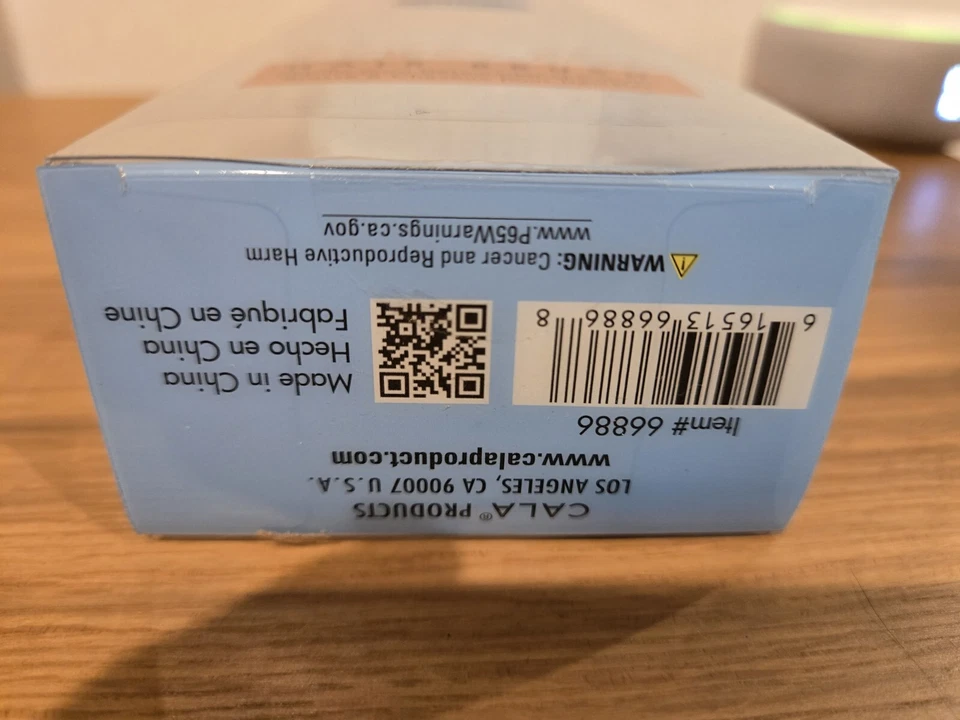 CALA® PRODUCTS
LOS ANGELES, CA 90007 U.S.A.
www.calaproduct.com
Item# 66886
6 16513 66886 8
Made in China
Hecho en China
Fabriqué en Chine
WARNING: Cancer and Reproductive Harm
www.P65Warnings.ca.gov